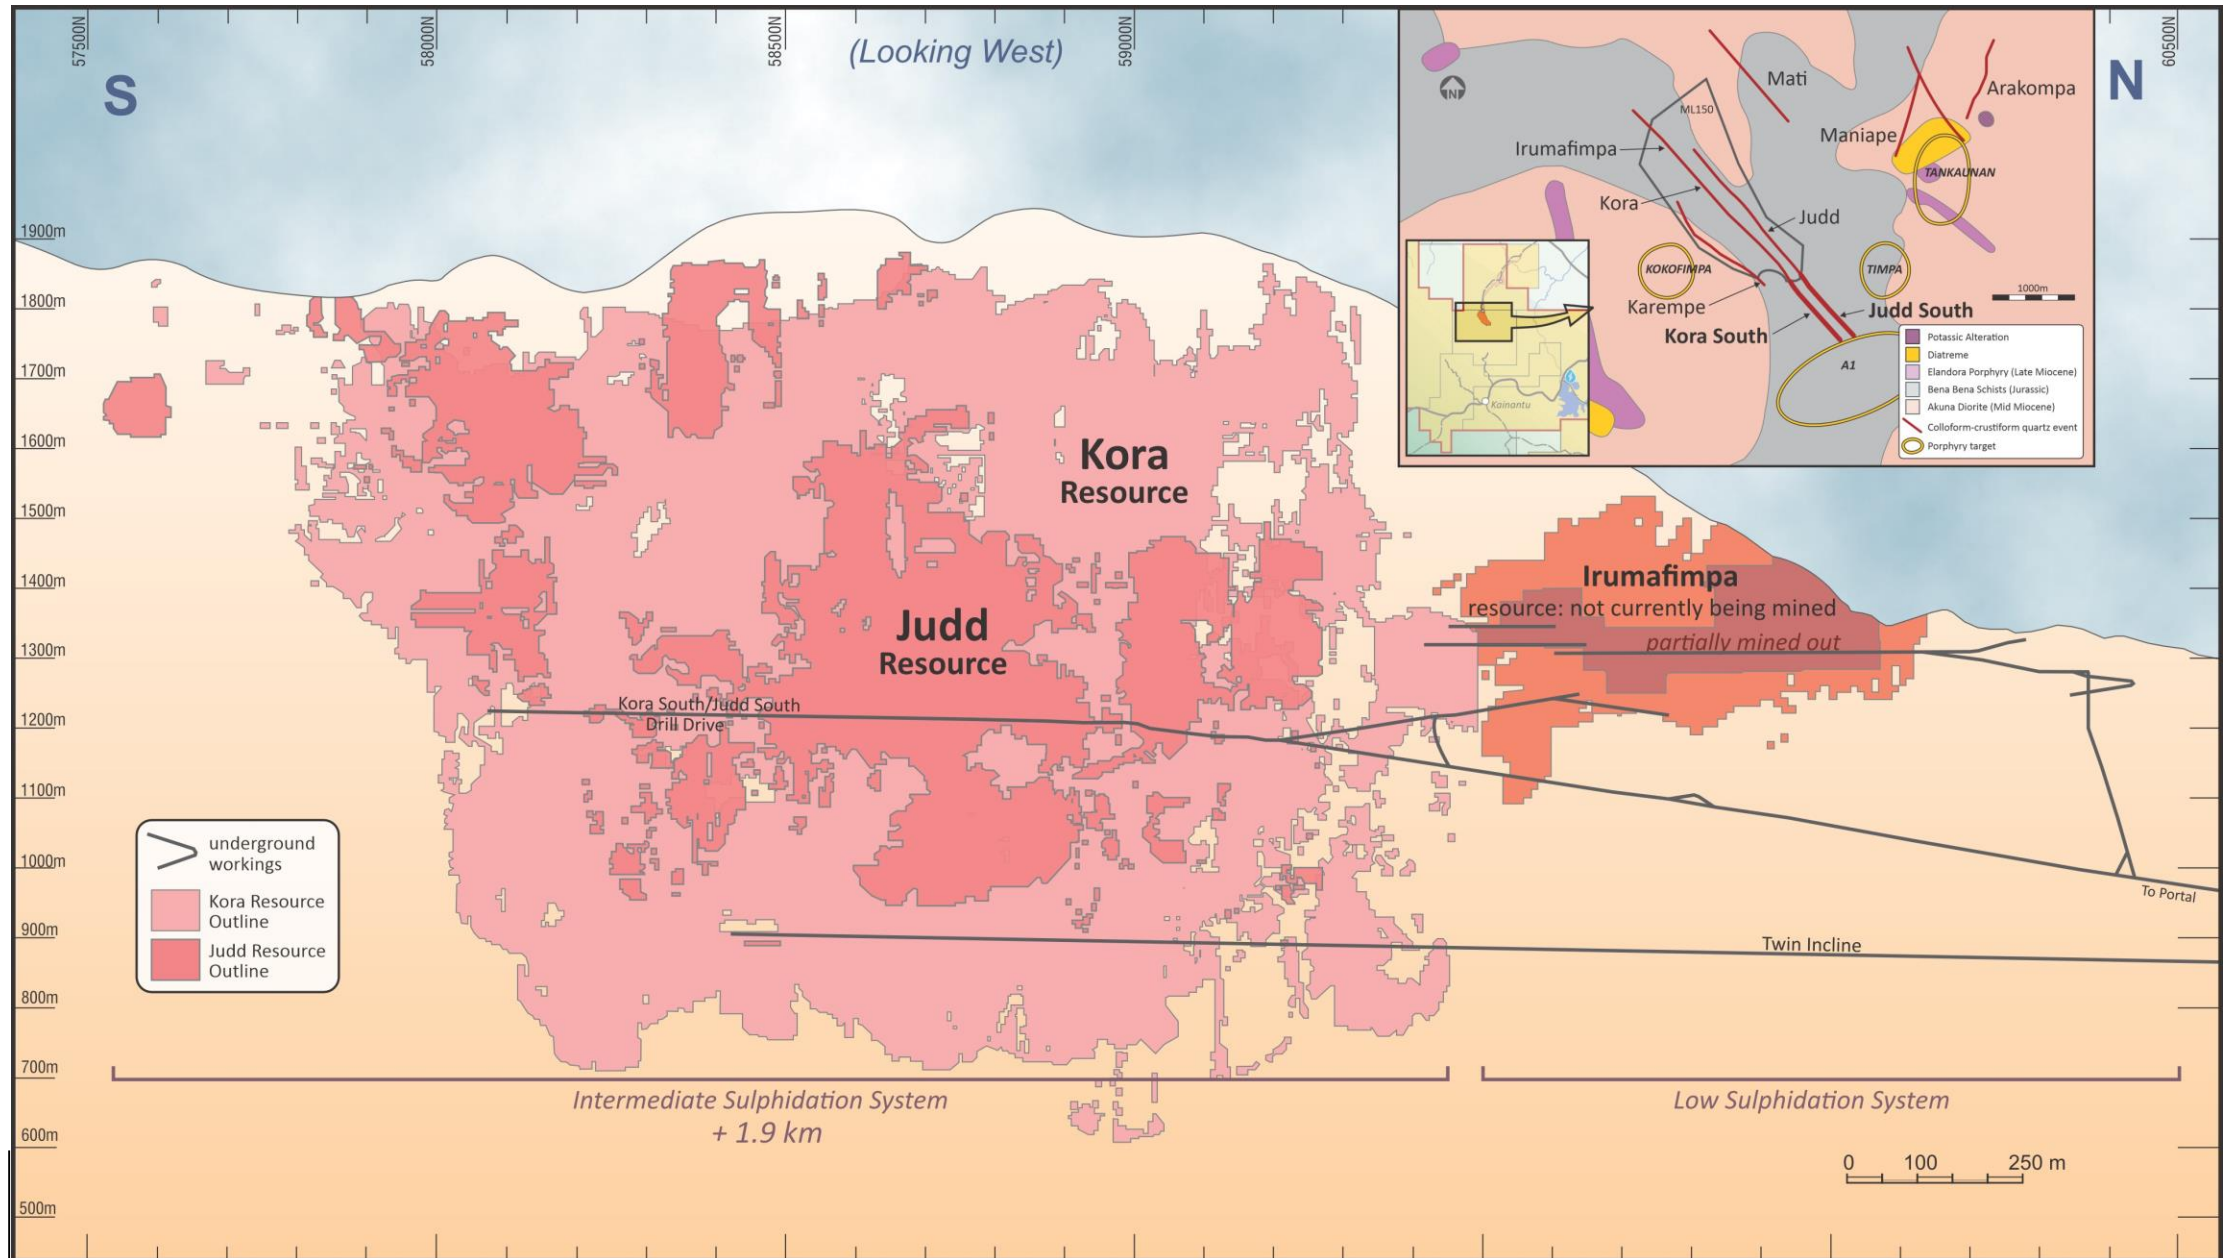 57500N
58000N
58500N
59000N
60500N
(Looking West)
S
N
1900m
1800m
1700m
1600m
1500m
1400m
1300m
1200m
1100m
1000m
900m
800m
700m
600m
500m
Kora
Resource
Judd
Resource
Irumafimpa
resource: not currently being mined
partially mined out
Kora South/Judd South
Drill Drive
To Portal
Twin Incline
Intermediate Sulphidation System
+ 1.9 km
Low Sulphidation System
0 100 250 m
underground
workings
Kora Resource
Outline
Judd Resource
Outline
N
Mati
ML150
Arakompa
Maniape
Irumafimpa
TANKAUNAN
Kora
Judd
KOKOFIMPA
TIMPA
Karempe
1000m
Judd South
Kora South
A1
Kainantu
Potassic Alteration
Diatreme
Elandora Porphyry (Late Miocene)
Bena Bena Schists (Jurassic)
Akuna Diorite (Mid Miocene)
Colloform-crustiform quartz event
Porphyry target